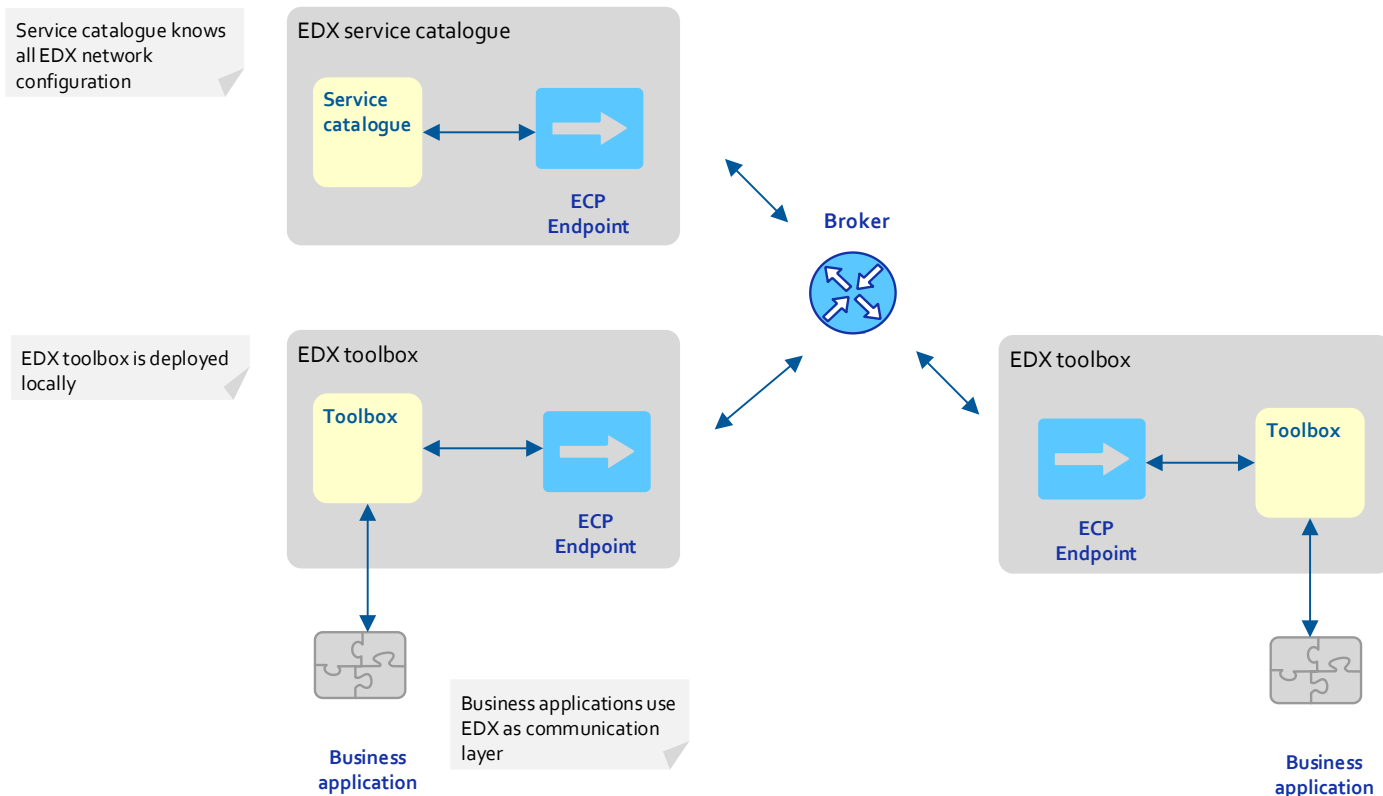 Service catalogue knows
all EDX network
configuration
EDX service catalogue
Service
catalogue
ECP
Endpoint
Broker
EDX toolbox is deployed
locally
EDX toolbox
Toolbox
ECP
Endpoint
EDX toolbox
Toolbox
ECP
Endpoint
Business applications use
EDX as communication
layer
Business
application
Business
application